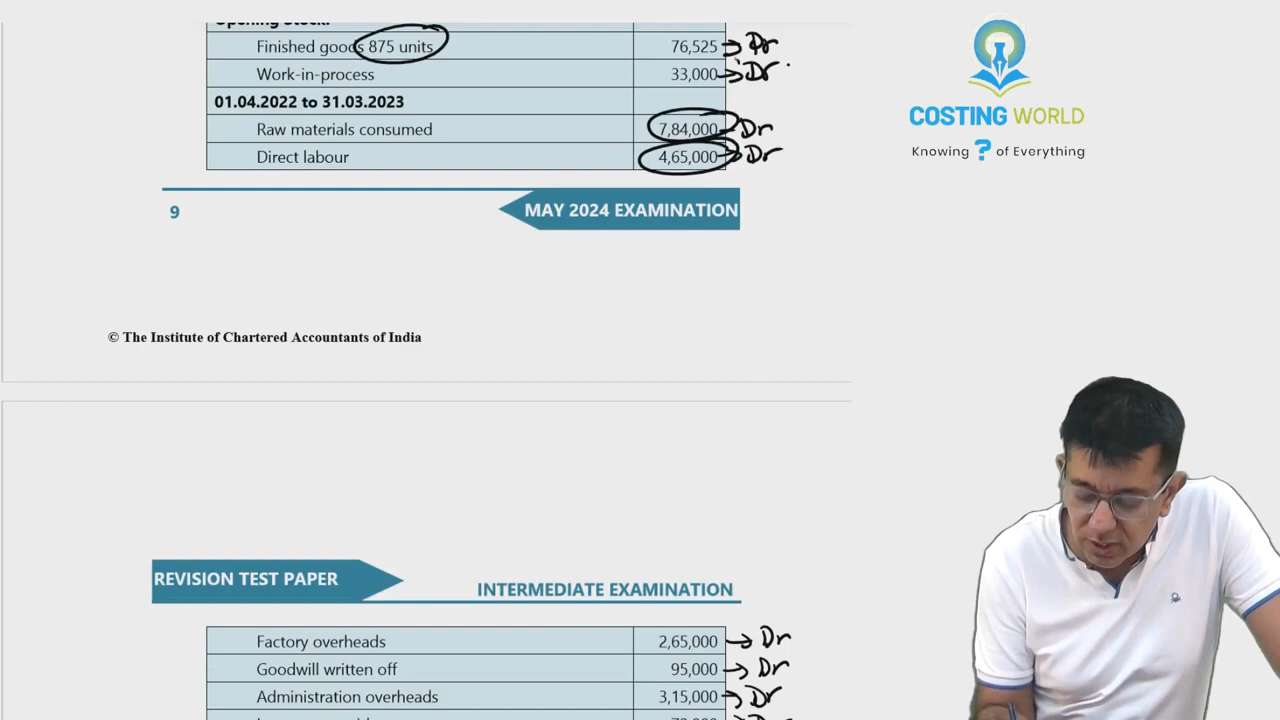 Opening Stock:
Finished goods 875 units 76,525 → Dr
Work-in-process 33,000 → Dr
01.04.2022 to 31.03.2023
Raw materials consumed 7,84,000 → Dr
Direct labour 4,65,000 → Dr
9 MAY 2024 EXAMINATION
© The Institute of Chartered Accountants of India
REVISION TEST PAPER INTERMEDIATE EXAMINATION
Factory overheads 2,65,000 → Dr
Goodwill written off 95,000 → Dr
Administration overheads 3,15,000 → Dr
COSTING WORLD
Knowing ? of Everything